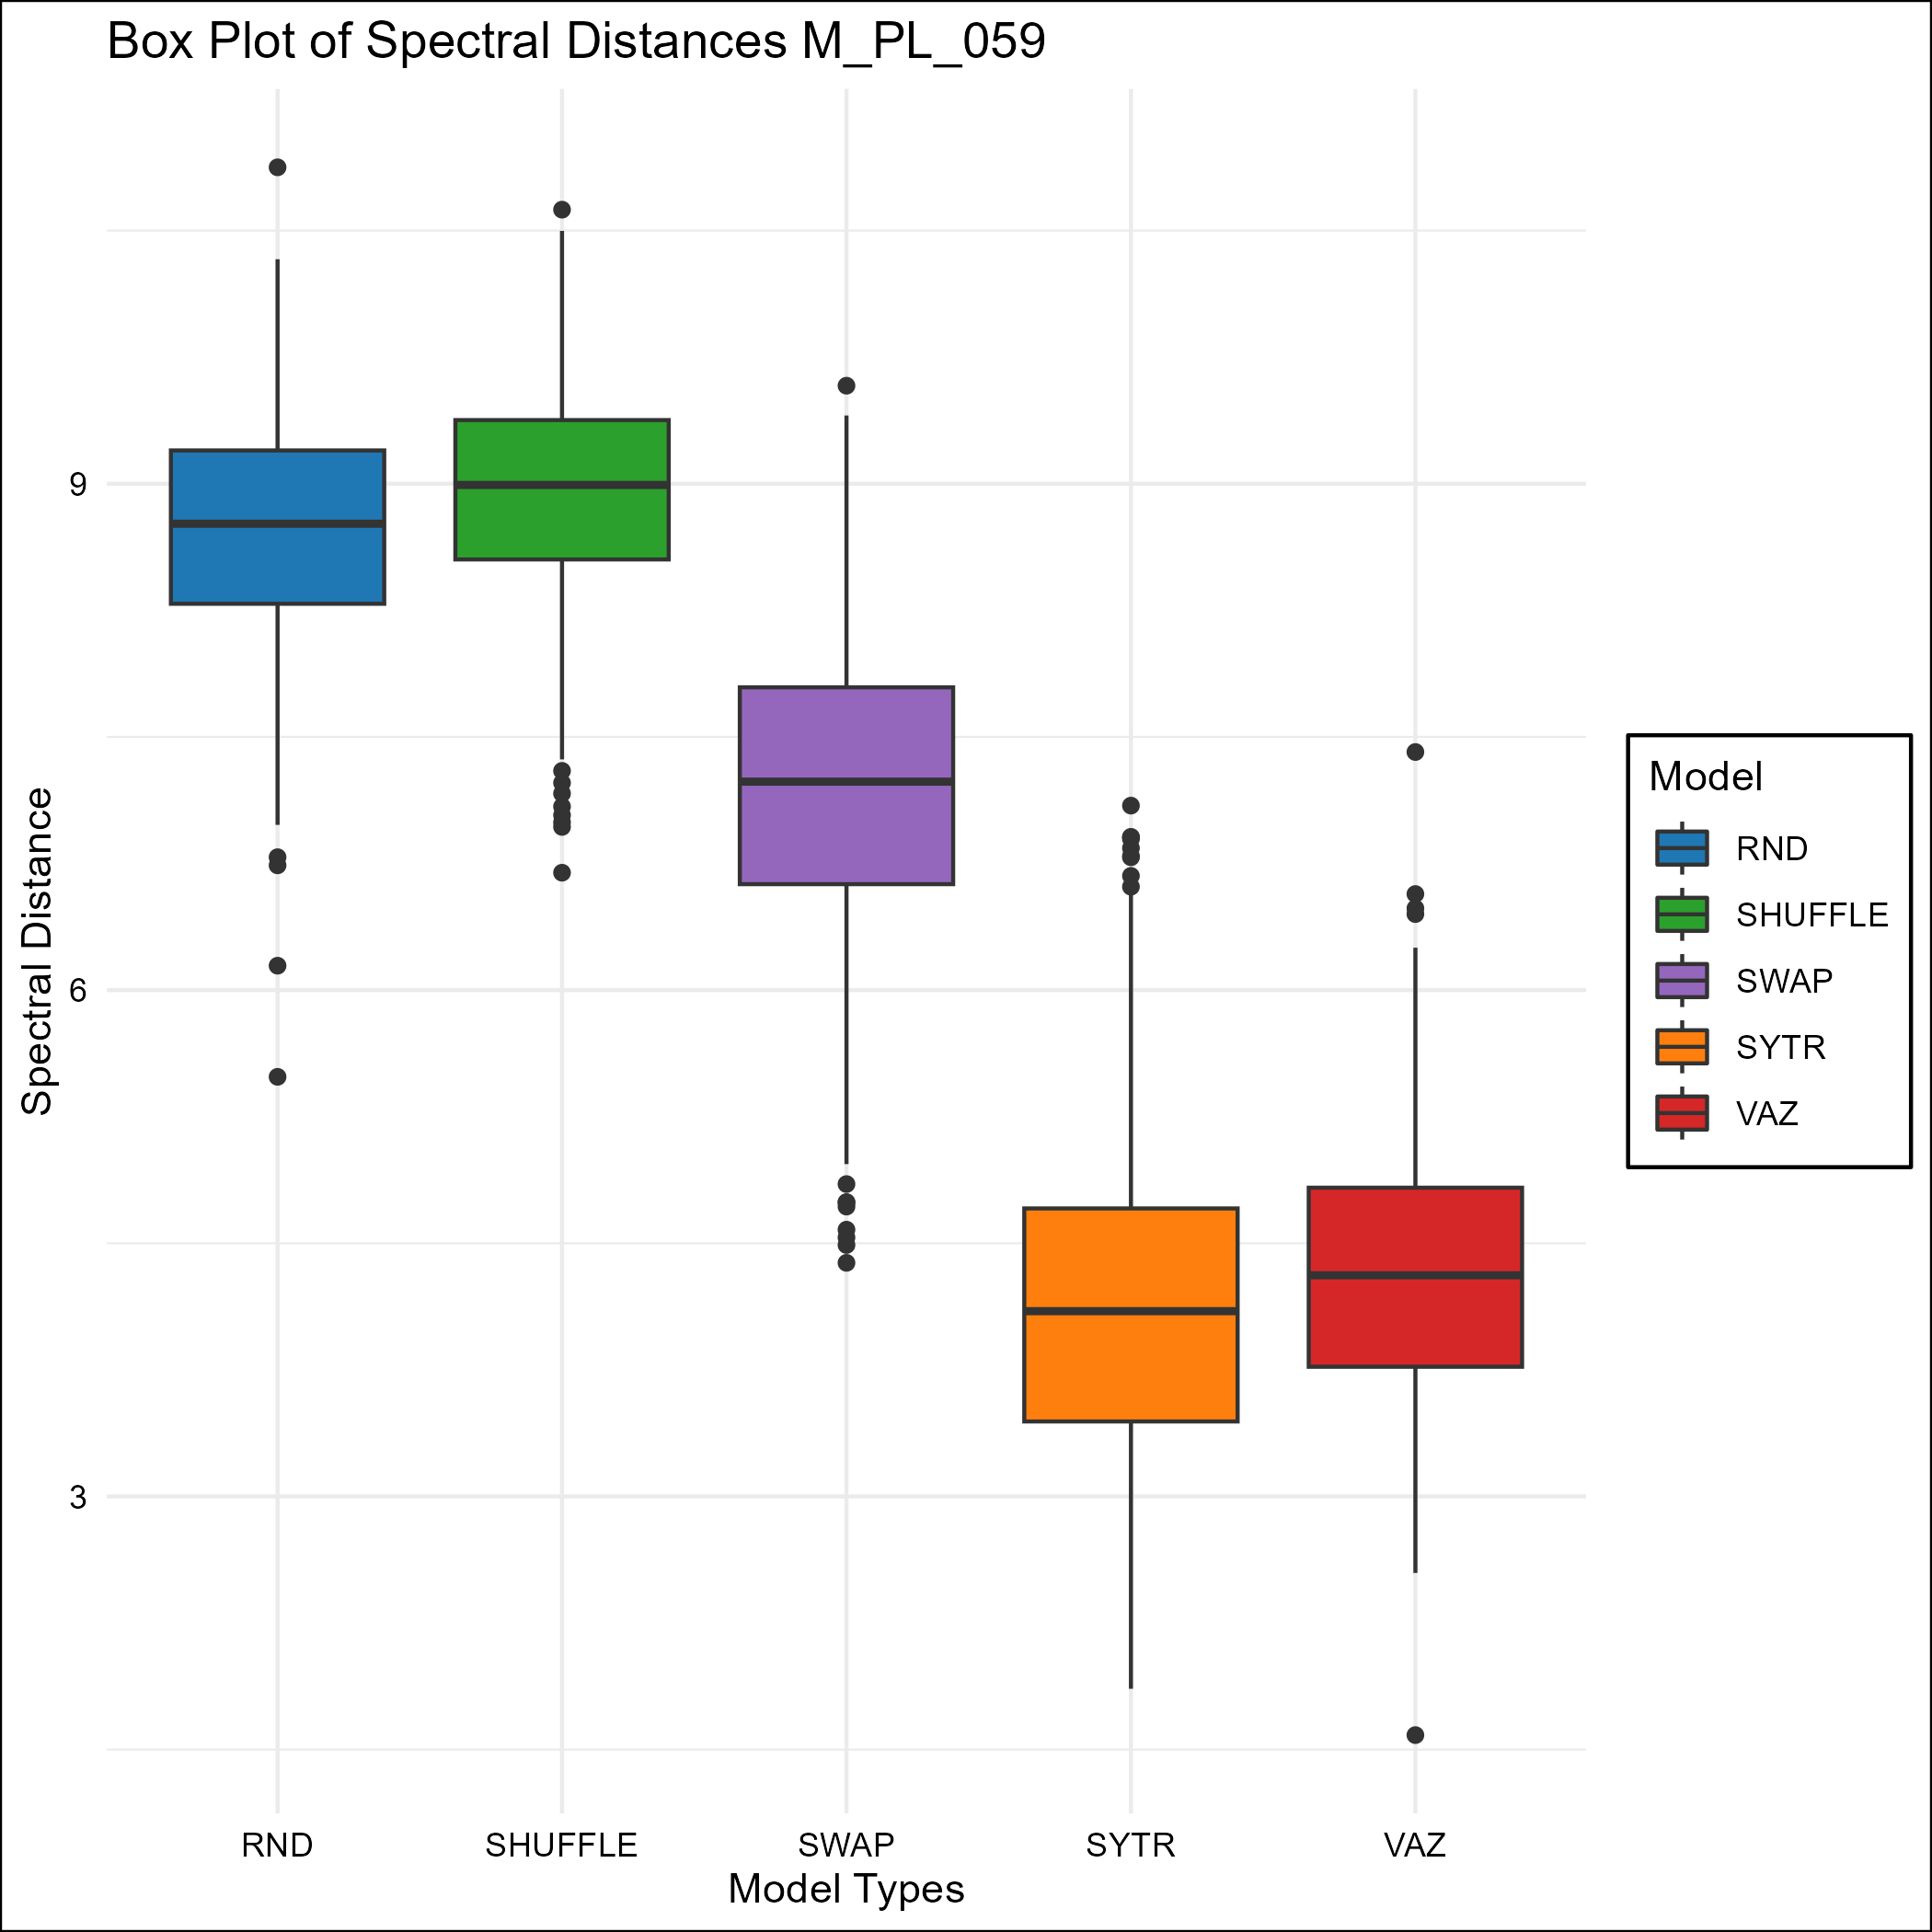 Box Plot of Spectral Distances M_PL_059
Spectral Distance
9
6
3
RND
SHUFFLE
SWAP
SYTR
VAZ
Model Types
Model
RND
SHUFFLE
SWAP
SYTR
VAZ